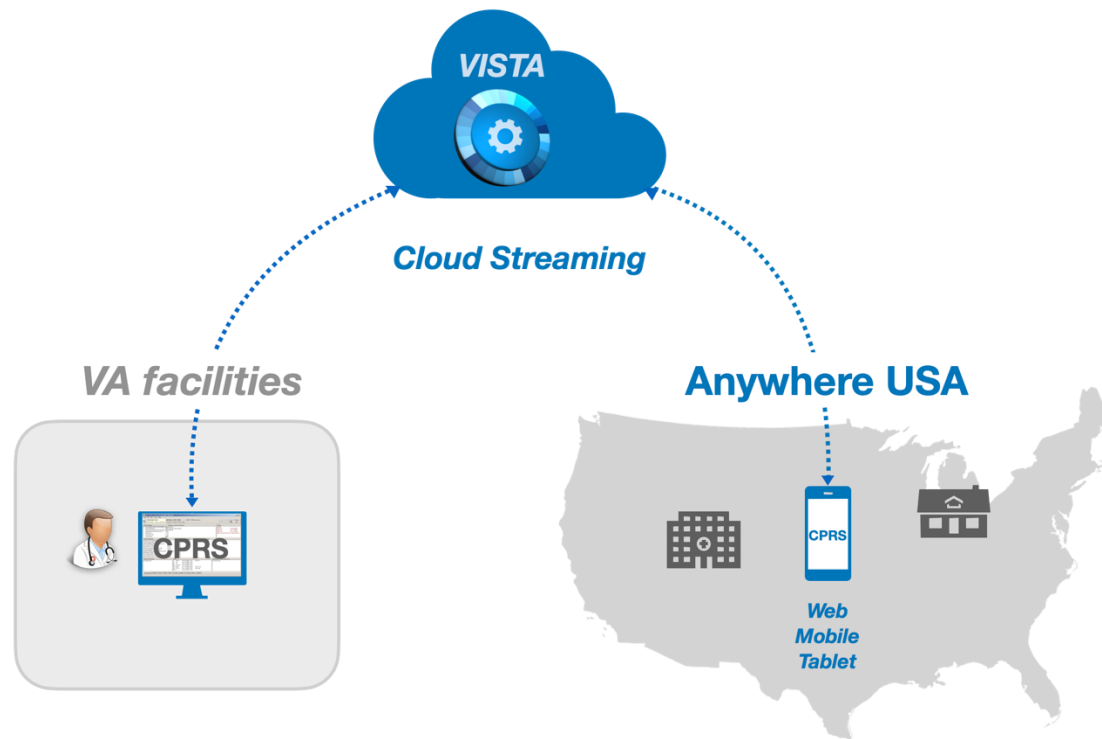 VISTA
Cloud Streaming
VA facilities
Anywhere USA
CPRS
CPRS
Web
Mobile
Tablet